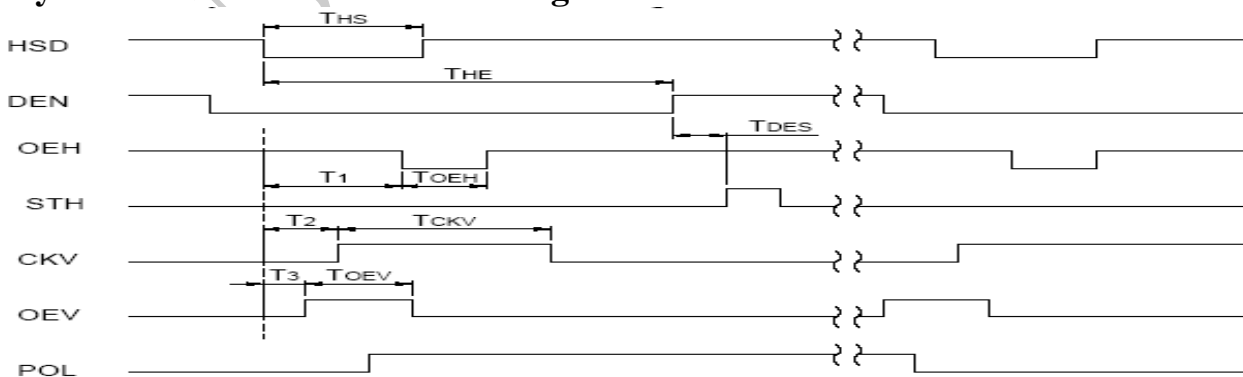 THS
HSD
THE
DEN
TDES
OEH
T1 TOEH
STH
T2 TCKV
CKV
T3 TOEV
OEV
POL